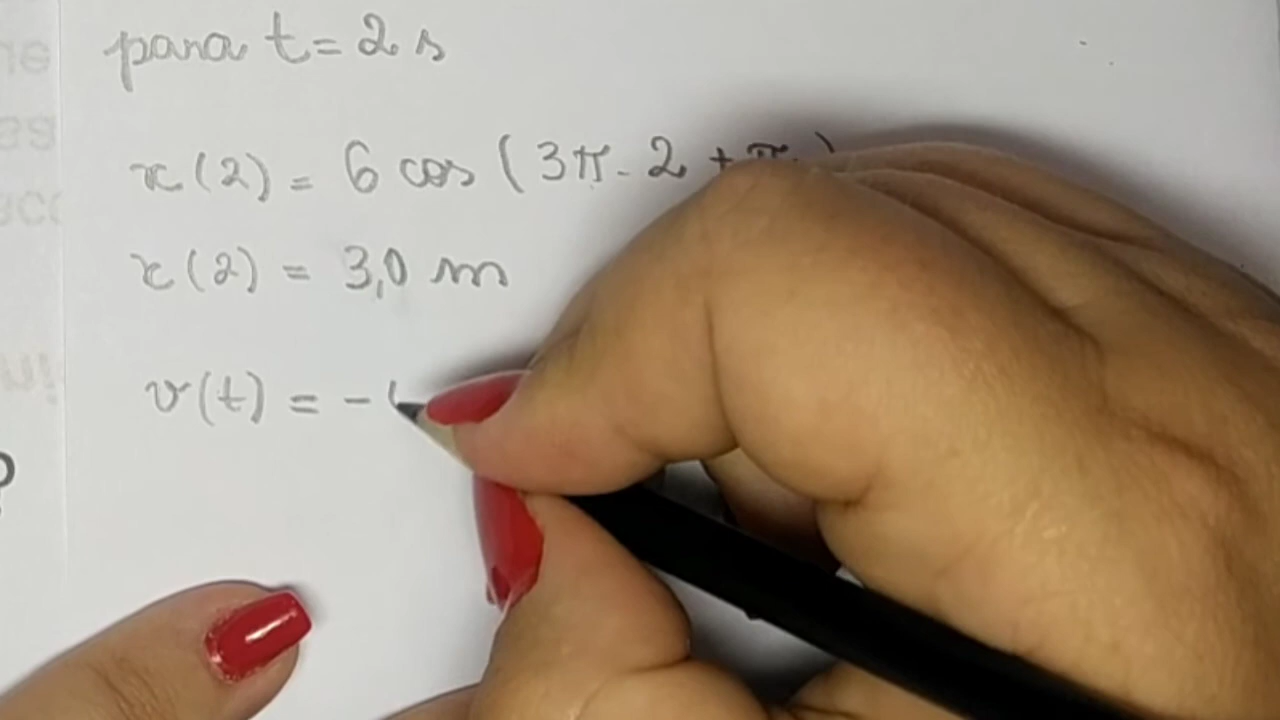 para t = 2 s
x(2) = 6 cos (3π . 2 + π )
x(2) = 3,0 m
v(t) = -